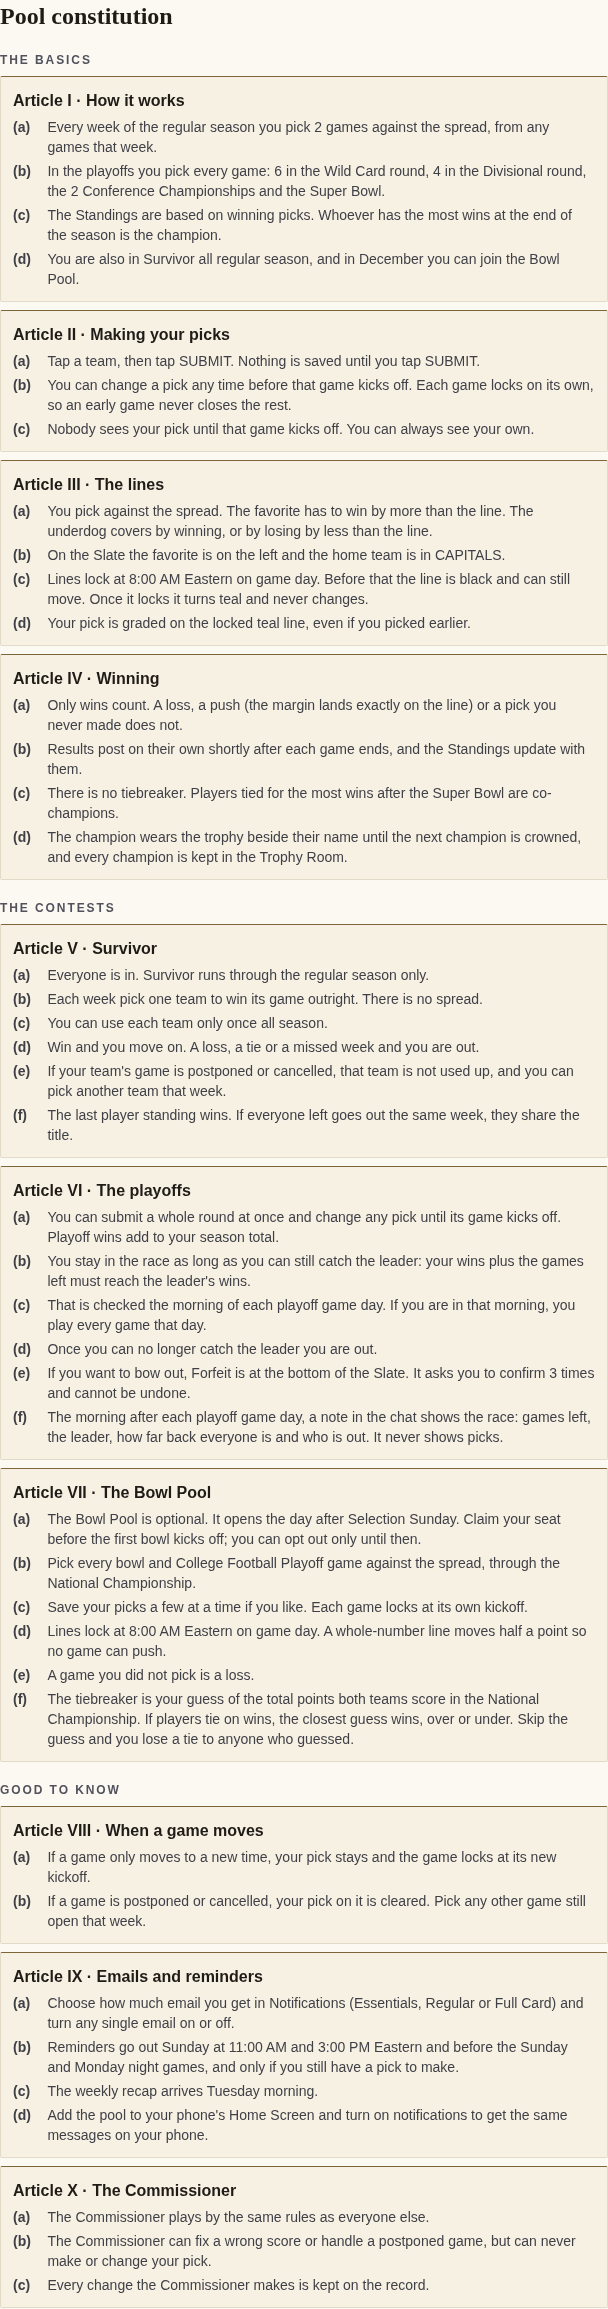 Pool constitution
THE BASICS
Article I · How it works
(a) Every week of the regular season you pick 2 games against the spread, from any
games that week.
(b) In the playoffs you pick every game: 6 in the Wild Card round, 4 in the Divisional round,
the 2 Conference Championships and the Super Bowl.
(c) The Standings are based on winning picks. Whoever has the most wins at the end of
the season is the champion.
(d) You are also in Survivor all regular season, and in December you can join the Bowl
Pool.
Article II · Making your picks
(a) Tap a team, then tap SUBMIT. Nothing is saved until you tap SUBMIT.
(b) You can change a pick any time before that game kicks off. Each game locks on its own,
so an early game never closes the rest.
(c) Nobody sees your pick until that game kicks off. You can always see your own.
Article III · The lines
(a) You pick against the spread. The favorite has to win by more than the line. The
underdog covers by winning, or by losing by less than the line.
(b) On the Slate the favorite is on the left and the home team is in CAPITALS.
(c) Lines lock at 8:00 AM Eastern on game day. Before that the line is black and can still
move. Once it locks it turns teal and never changes.
(d) Your pick is graded on the locked teal line, even if you picked earlier.
Article IV · Winning
(a) Only wins count. A loss, a push (the margin lands exactly on the line) or a pick you
never made does not.
(b) Results post on their own shortly after each game ends, and the Standings update with
them.
(c) There is no tiebreaker. Players tied for the most wins after the Super Bowl are co-
champions.
(d) The champion wears the trophy beside their name until the next champion is crowned,
and every champion is kept in the Trophy Room.
THE CONTESTS
Article V · Survivor
(a) Everyone is in. Survivor runs through the regular season only.
(b) Each week pick one team to win its game outright. There is no spread.
(c) You can use each team only once all season.
(d) Win and you move on. A loss, a tie or a missed week and you are out.
(e) If your team's game is postponed or cancelled, that team is not used up, and you can
pick another team that week.
(f) The last player standing wins. If everyone left goes out the same week, they share the
title.
Article VI · The playoffs
(a) You can submit a whole round at once and change any pick until its game kicks off.
Playoff wins add to your season total.
(b) You stay in the race as long as you can still catch the leader: your wins plus the games
left must reach the leader's wins.
(c) That is checked the morning of each playoff game day. If you are in that morning, you
play every game that day.
(d) Once you can no longer catch the leader you are out.
(e) If you want to bow out, Forfeit is at the bottom of the Slate. It asks you to confirm 3 times
and cannot be undone.
(f) The morning after each playoff game day, a note in the chat shows the race: games left,
the leader, how far back everyone is and who is out. It never shows picks.
Article VII · The Bowl Pool
(a) The Bowl Pool is optional. It opens the day after Selection Sunday. Claim your seat
before the first bowl kicks off; you can opt out only until then.
(b) Pick every bowl and College Football Playoff game against the spread, through the
National Championship.
(c) Save your picks a few at a time if you like. Each game locks at its own kickoff.
(d) Lines lock at 8:00 AM Eastern on game day. A whole-number line moves half a point so
no game can push.
(e) A game you did not pick is a loss.
(f) The tiebreaker is your guess of the total points both teams score in the National
Championship. If players tie on wins, the closest guess wins, over or under. Skip the
guess and you lose a tie to anyone who guessed.
GOOD TO KNOW
Article VIII · When a game moves
(a) If a game only moves to a new time, your pick stays and the game locks at its new
kickoff.
(b) If a game is postponed or cancelled, your pick on it is cleared. Pick any other game still
open that week.
Article IX · Emails and reminders
(a) Choose how much email you get in Notifications (Essentials, Regular or Full Card) and
turn any single email on or off.
(b) Reminders go out Sunday at 11:00 AM and 3:00 PM Eastern and before the Sunday
and Monday night games, and only if you still have a pick to make.
(c) The weekly recap arrives Tuesday morning.
(d) Add the pool to your phone's Home Screen and turn on notifications to get the same
messages on your phone.
Article X · The Commissioner
(a) The Commissioner plays by the same rules as everyone else.
(b) The Commissioner can fix a wrong score or handle a postponed game, but can never
make or change your pick.
(c) Every change the Commissioner makes is kept on the record.